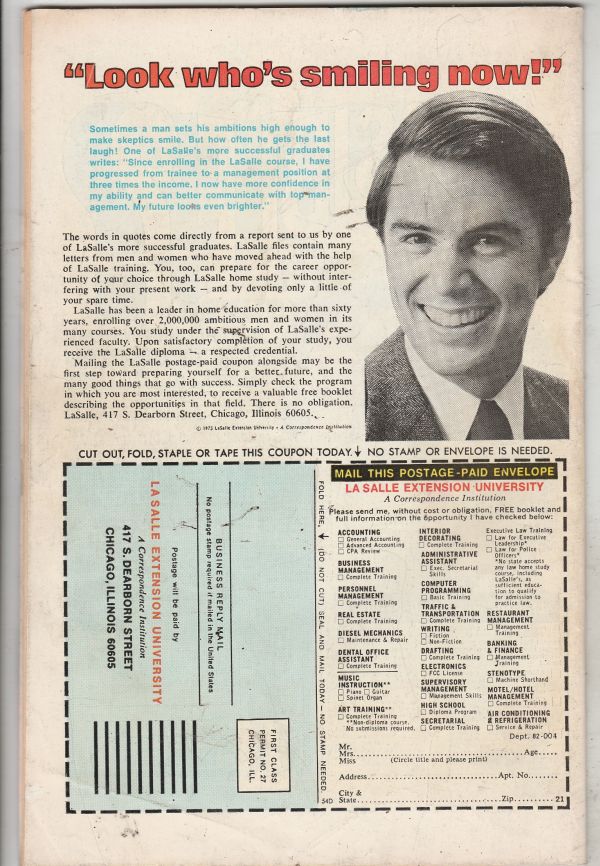 “Look who’s smiling now!”
Sometimes a man sets his ambitions high enough to
make skeptics smile. But how often he gets the last
laugh! One of LaSalle's more successful graduates
writes: "Since enrolling in the LaSalle course, I have
progressed from trainee to a management position at
three times the income. I now have more confidence in
my ability and can better communicate with top man-
agement. My future looks even brighter."
The words in quotes come directly from a report sent to us by one
of LaSalle's more successful graduates. LaSalle files contain many
letters from men and women who have moved ahead with the help
of LaSalle training. You, too, can prepare for the career oppor-
tunity of your choice through LaSalle home study — without inter-
fering with your present work — and by devoting only a little of
your spare time.
LaSalle has been a leader in home education for more than sixty
years, enrolling over 2,000,000 ambitious men and women in its
many courses. You study under the supervision of LaSalle's expe-
rienced faculty. Upon satisfactory completion of your study, you
receive the LaSalle diploma — a respected credential.
Mailing the LaSalle postage-paid coupon alongside may be the
first step toward preparing yourself for a better future, and the
many good things that go with success. Simply check the program
in which you are most interested, to receive a valuable free booklet
describing the opportunities in that field. There is no obligation.
LaSalle, 417 S. Dearborn Street, Chicago, Illinois 60605.
© 1975 LaSalle Extension University • A Correspondence Institution
CUT OUT, FOLD, STAPLE OR TAPE THIS COUPON TODAY. ↓ NO STAMP OR ENVELOPE IS NEEDED.
LA SALLE EXTENSION UNIVERSITY
A Correspondence Institution
417 S. DEARBORN STREET
CHICAGO, ILLINOIS 60605
Postage will be paid by
BUSINESS REPLY MAIL
No postage stamp required if mailed in the United States
FIRST CLASS
PERMIT NO. 27
CHICAGO, ILL.
FOLD HERE, ↓ (DO NOT CUT) SEAL AND MAIL TODAY — NO STAMP NEEDED.
54D
MAIL THIS POSTAGE-PAID ENVELOPE
LA SALLE EXTENSION UNIVERSITY
A Correspondence Institution
Please send me, without cost or obligation, FREE booklet and
full information on the opportunity I have checked below:
ACCOUNTING
☐ General Accounting
☐ Advanced Accounting
☐ CPA Review
BUSINESS
MANAGEMENT
☐ Complete Training
PERSONNEL
MANAGEMENT
☐ Complete Training
REAL ESTATE
☐ Complete Training
DIESEL MECHANICS
☐ Maintenance & Repair
DENTAL OFFICE
ASSISTANT
☐ Complete Training
MUSIC
INSTRUCTION**
☐ Piano ☐ Guitar
☐ Spinet Organ
ART TRAINING**
☐ Complete Training
**Non-diploma course.
No submissions required.
INTERIOR
DECORATING
☐ Complete Training
ADMINISTRATIVE
ASSISTANT
☐ Exec. Secretarial
Skills
COMPUTER
PROGRAMMING
☐ Basic Training
TRAFFIC &
TRANSPORTATION
☐ Complete Training
WRITING
☐ Fiction
☐ Non-Fiction
DRAFTING
☐ Complete Training
ELECTRONICS
☐ FCC License
SUPERVISORY
MANAGEMENT
☐ Management Skills
HIGH SCHOOL
☐ Diploma Program
SECRETARIAL
☐ Complete Training
Executive Law Training
☐ Law for Executive
Leadership*
☐ Law for Police
Officers*
*No state accepts
any law home study
course, including
LaSalle's, as
sufficient educa-
tion to qualify
for admission to
practice law.
RESTAURANT
MANAGEMENT
☐ Management
Training
BANKING
& FINANCE
☐ Management
Training
STENOTYPE
☐ Machine Shorthand
MOTEL/HOTEL
MANAGEMENT
☐ Complete Training
AIR CONDITIONING
& REFRIGERATION
☐ Service & Repair
Dept. 82-004
Mr.
Mrs. Age
Miss (Circle title and please print)
Address Apt. No.
City &
State Zip 21